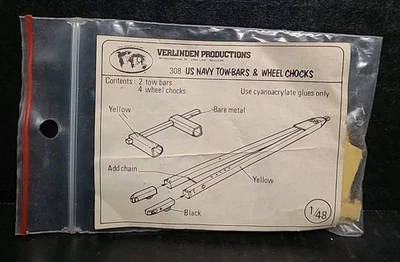 VERLINDEN PRODUCTIONS
308 US NAVY TOW-BARS & WHEEL CHOCKS
Contents: 2 tow bars
4 wheel chocks
Use cyanoacrylate glues only
Yellow
Bare metal
Add chain
Yellow
Black
1/48